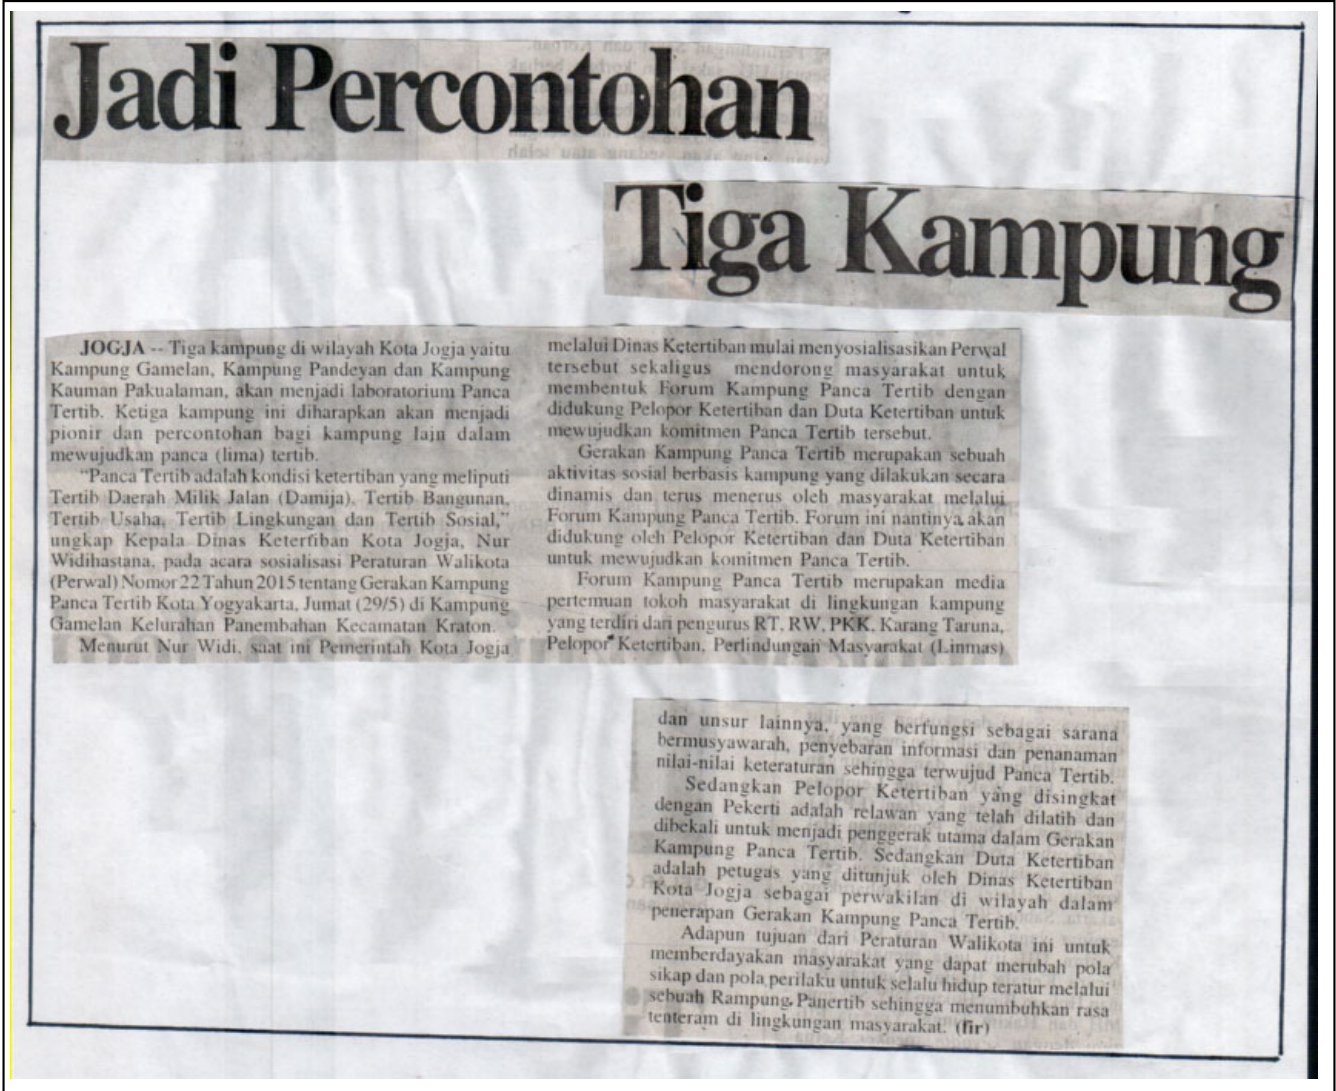 Jadi Percontohan
Tiga Kampung
JOGJA -- Tiga kampung di wilayah Kota Jogja yaitu
Kampung Gamelan, Kampung Pandeyan dan Kampung
Kauman Pakualaman, akan menjadi laboratorium Panca
Tertib. Ketiga kampung ini diharapkan akan menjadi
pionir dan percontohan bagi kampung lain dalam
mewujudkan panca (lima) tertib.
“Panca Tertib adalah kondisi ketertiban yang meliputi
Tertib Daerah Milik Jalan (Damija), Tertib Bangunan,
Tertib Usaha, Tertib Lingkungan dan Tertib Sosial,”
ungkap Kepala Dinas Ketertiban Kota Jogja, Nur
Widihastana, pada acara sosialisasi Peraturan Walikota
(Perwal) Nomor 22 Tahun 2015 tentang Gerakan Kampung
Panca Tertib Kota Yogyakarta, Jumat (29/5) di Kampung
Gamelan Kelurahan Panembahan Kecamatan Kraton.
Menurut Nur Widi, saat ini Pemerintah Kota Jogja
melalui Dinas Ketertiban mulai menyosialisasikan Perwal
tersebut sekaligus mendorong masyarakat untuk
membentuk Forum Kampung Panca Tertib dengan
didukung Pelopor Ketertiban dan Duta Ketertiban untuk
mewujudkan komitmen Panca Tertib tersebut.
Gerakan Kampung Panca Tertib merupakan sebuah
aktivitas sosial berbasis kampung yang dilakukan secara
dinamis dan terus menerus oleh masyarakat melalui
Forum Kampung Panca Tertib. Forum ini nantinya akan
didukung oleh Pelopor Ketertiban dan Duta Ketertiban
untuk mewujudkan komitmen Panca Tertib.
Forum Kampung Panca Tertib merupakan media
pertemuan tokoh masyarakat di lingkungan kampung
yang terdiri dari pengurus RT, RW, PKK, Karang Taruna,
Pelopor Ketertiban, Perlindungan Masyarakat (Linmas)
dan unsur lainnya, yang berfungsi sebagai sarana
bermusyawarah, penyebaran informasi dan penanaman
nilai-nilai keteraturan sehingga terwujud Panca Tertib.
Sedangkan Pelopor Ketertiban yang disingkat
dengan Pekerti adalah relawan yang telah dilatih dan
dibekali untuk menjadi penggerak utama dalam Gerakan
Kampung Panca Tertib. Sedangkan Duta Ketertiban
adalah petugas yang ditunjuk oleh Dinas Ketertiban
Kota Jogja sebagai perwakilan di wilayah dalam
penerapan Gerakan Kampung Panca Tertib.
Adapun tujuan dari Peraturan Walikota ini untuk
memberdayakan masyarakat yang dapat merubah pola
sikap dan pola perilaku untuk selalu hidup teratur melalui
sebuah Rampung Panertib sehingga menumbuhkan rasa
tenteram di lingkungan masyarakat. (fir)